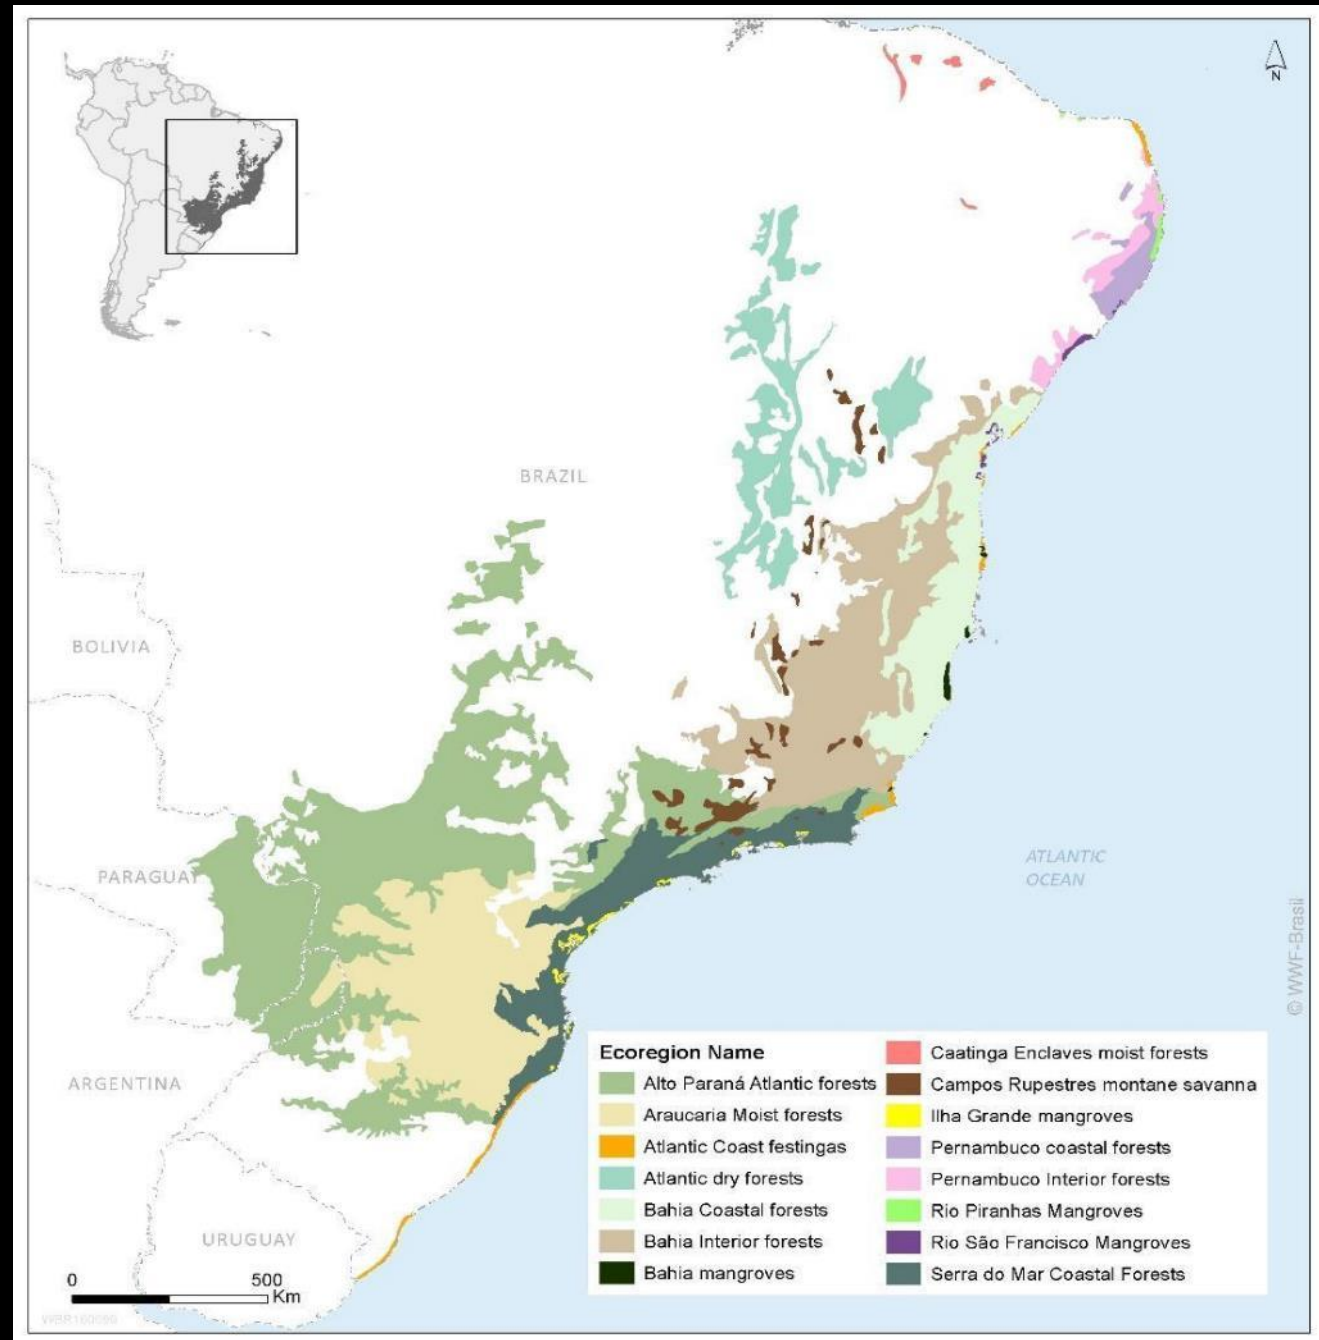 N
BRAZIL
BOLIVIA
PARAGUAY
ATLANTIC
OCEAN
© WWF-Brasil
ARGENTINA
URUGUAY
Ecoregion Name
Alto Paraná Atlantic forests
Araucaria Moist forests
Atlantic Coast festingas
Atlantic dry forests
Bahia Coastal forests
Bahia Interior forests
Bahia mangroves
Caatinga Enclaves moist forests
Campos Rupestres montane savanna
Ilha Grande mangroves
Pernambuco coastal forests
Pernambuco Interior forests
Rio Piranhas Mangroves
Rio São Francisco Mangroves
Serra do Mar Coastal Forests
0 500
Km